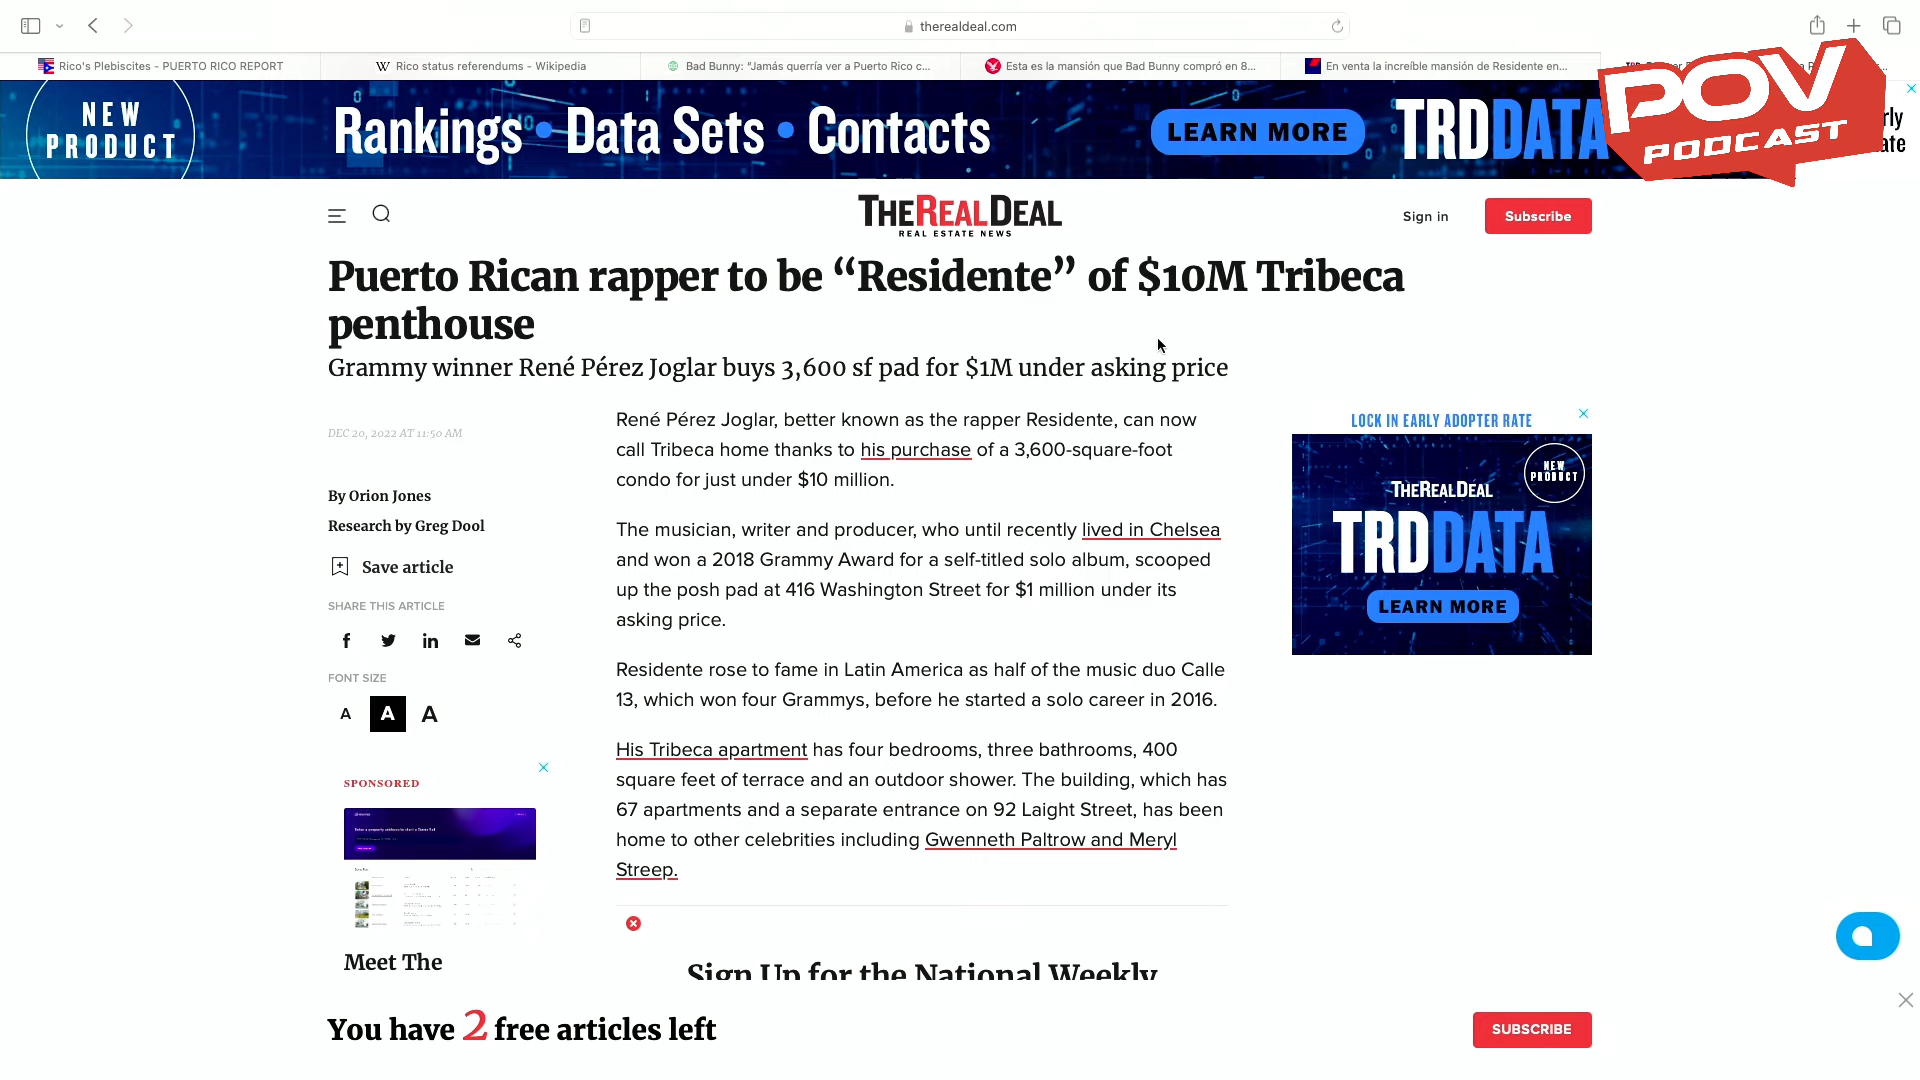 therealdeal.com
Rico's Plebiscites - PUERTO RICO REPORT
Rico status referendums - Wikipedia
Bad Bunny: "Jamás querría ver a Puerto Rico c...
Esta es la mansión que Bad Bunny compró en 8...
En venta la increíble mansión de Residente en...
POV
PODCAST
NEW
PRODUCT
Rankings • Data Sets • Contacts
LEARN MORE
TRDDATA
THEREALDEAL
REAL ESTATE NEWS
Sign in
Subscribe
Puerto Rican rapper to be “Residente” of $10M Tribeca
penthouse
Grammy winner René Pérez Joglar buys 3,600 sf pad for $1M under asking price
DEC 20, 2022 AT 11:50 AM
By Orion Jones
Research by Greg Dool
Save article
SHARE THIS ARTICLE
FONT SIZE
A A A
SPONSORED
Meet The
René Pérez Joglar, better known as the rapper Residente, can now
call Tribeca home thanks to his purchase of a 3,600-square-foot
condo for just under $10 million.
The musician, writer and producer, who until recently lived in Chelsea
and won a 2018 Grammy Award for a self-titled solo album, scooped
up the posh pad at 416 Washington Street for $1 million under its
asking price.
Residente rose to fame in Latin America as half of the music duo Calle
13, which won four Grammys, before he started a solo career in 2016.
His Tribeca apartment has four bedrooms, three bathrooms, 400
square feet of terrace and an outdoor shower. The building, which has
67 apartments and a separate entrance on 92 Laight Street, has been
home to other celebrities including Gwenneth Paltrow and Meryl
Streep.
Sign Up for the National Weekly
LOCK IN EARLY ADOPTER RATE
NEW
PRODUCT
THEREALDEAL
TRDDATA
LEARN MORE
You have 2 free articles left
SUBSCRIBE